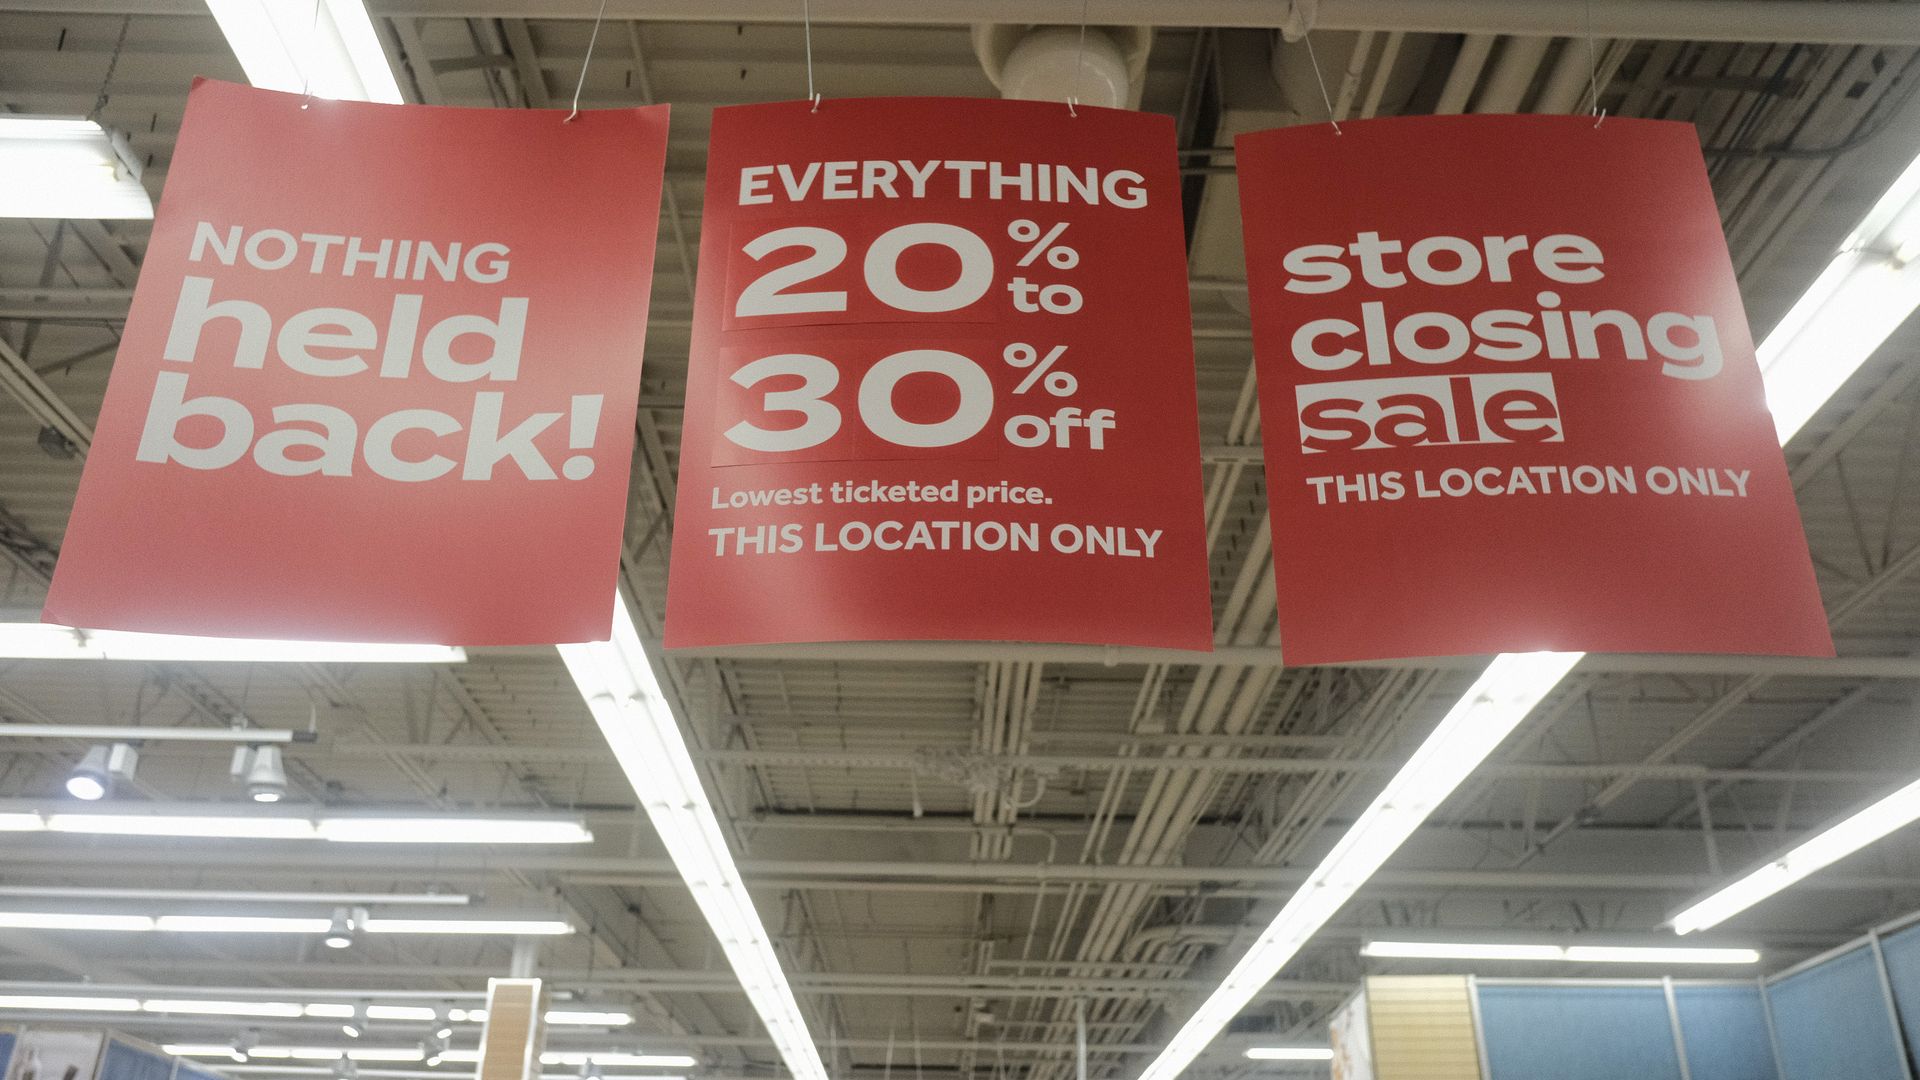 NOTHING
held
back!
EVERYTHING
20% to
30% off
Lowest ticketed price.
THIS LOCATION ONLY
store
closing
sale
THIS LOCATION ONLY